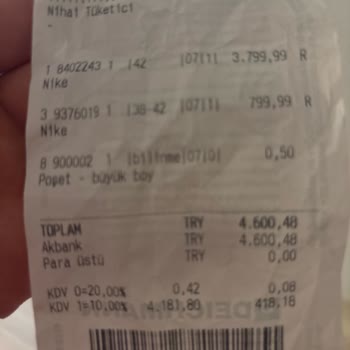 Nihai Tüketici
-
1 8402243 1 |42 |07|1| 3.799,99 R
Nike
3 9376019 1 |38-42 |07|1| 799,99 R
Nike
8 900002 1 |bilinme|07|0| 0,50
Poşet - büyük boy
TOPLAM TRY 4.600,48
Akbank TRY 4.600,48
Para üstü TRY 0,00
KDV 0=20,00% 0,42 0,08
KDV 1=10,00% 4.181,80 418,18